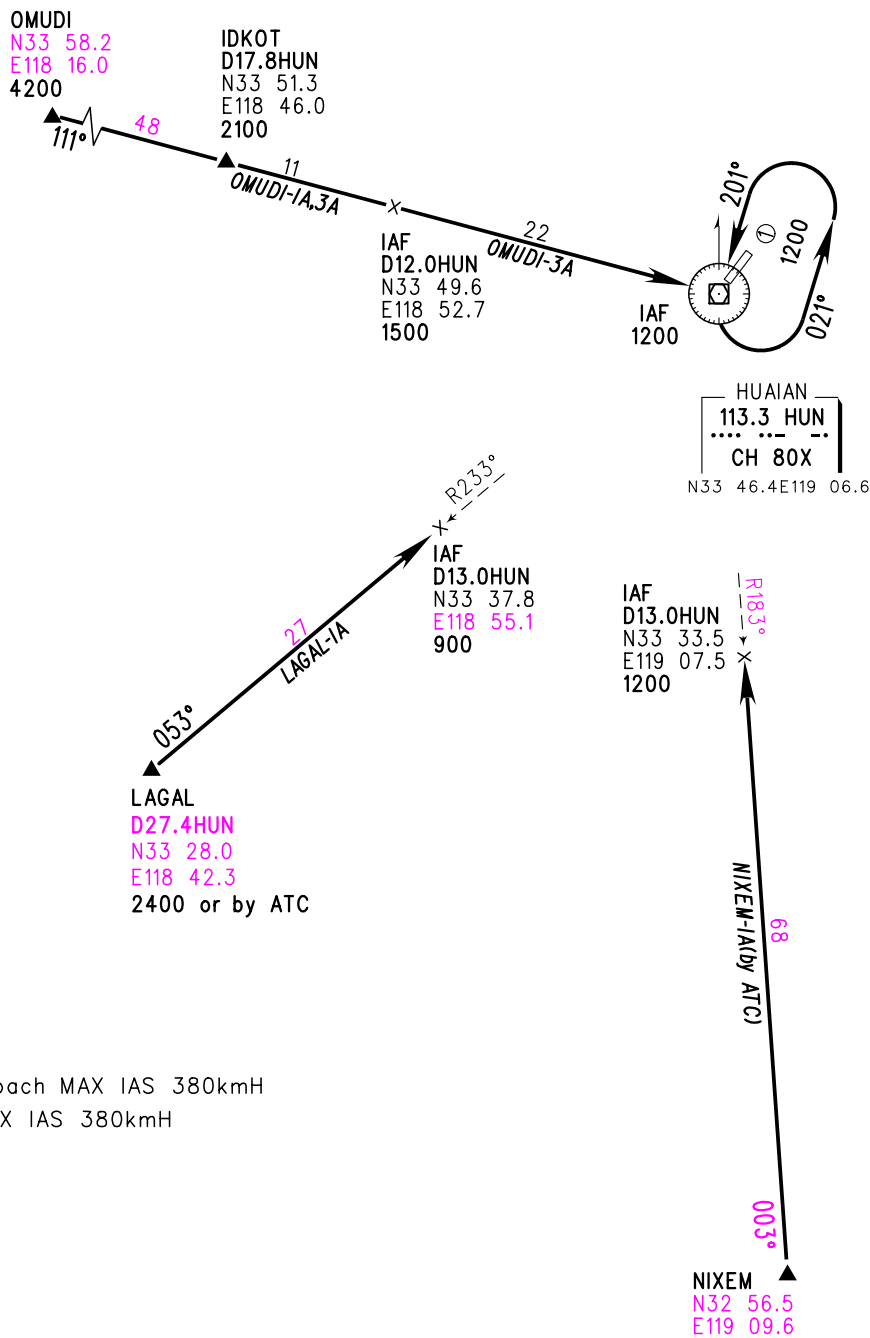 OMUDI
N33 58.2
E118 16.0
4200
111°
48
IDKOT
D17.8HUN
N33 51.3
E118 46.0
2100
11
OMUDI-1A,3A
IAF
D12.0HUN
N33 49.6
E118 52.7
1500
22
OMUDI-3A
IAF
1200
201°
1
1200
021°
HUAIAN
113.3 HUN
CH 80X
N33 46.4E119 06.6
R233°
IAF
D13.0HUN
N33 37.8
E118 55.1
900
27
LAGAL-1A
053°
LAGAL
D27.4HUN
N33 28.0
E118 42.3
2400 or by ATC
R183°
IAF
D13.0HUN
N33 33.5
E119 07.5
1200
NIXEM-1A(by ATC)
68
003°
NIXEM
N32 56.5
E119 09.6
oach MAX IAS 380kmH
X IAS 380kmH